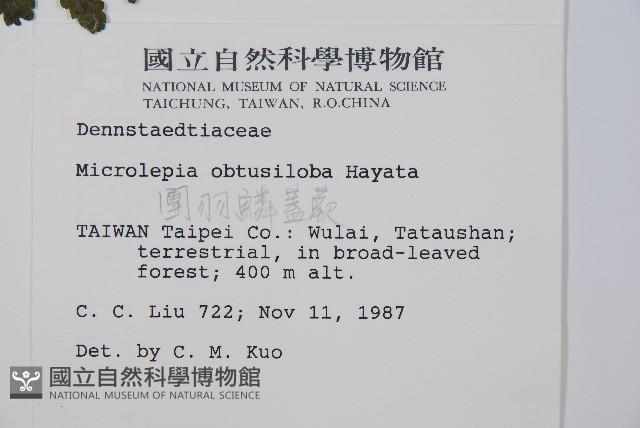 國立自然科學博物館
NATIONAL MUSEUM OF NATURAL SCIENCE
TAICHUNG, TAIWAN, R.O.CHINA
Dennstaedtiaceae
Microlepia obtusiloba Hayata
團羽鱗蓋蕨
TAIWAN Taipei Co.: Wulai, Tataushan;
terrestrial, in broad-leaved
forest; 400 m alt.
C. C. Liu 722; Nov 11, 1987
Det. by C. M. Kuo
國立自然科學博物館
NATIONAL MUSEUM OF NATURAL SCIENCE